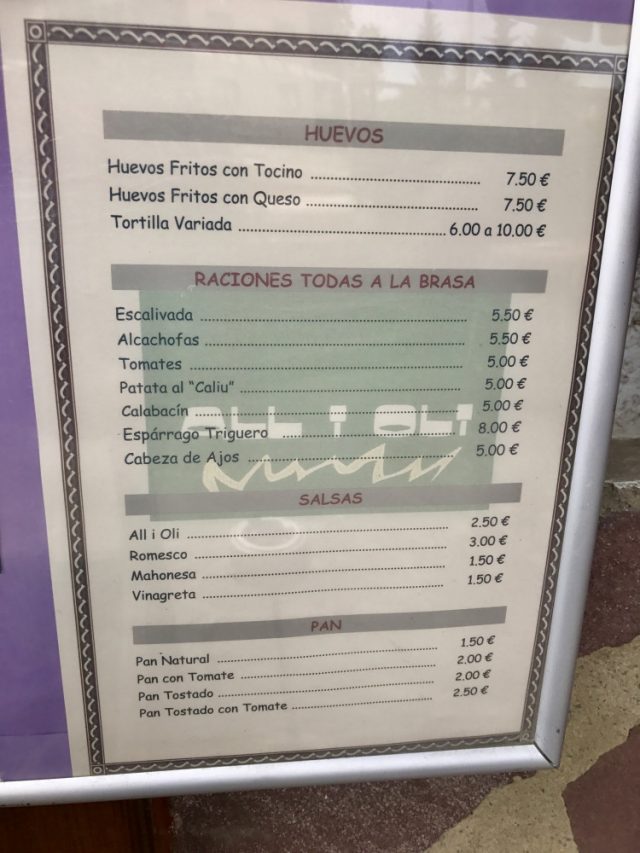 HUEVOS
Huevos Fritos con Tocino ........ 7.50 €
Huevos Fritos con Queso ........ 7.50 €
Tortilla Variada ........ 6.00 a 10.00 €
RACIONES TODAS A LA BRASA
Escalivada ........ 5.50 €
Alcachofas ........ 5.50 €
Tomates ........ 5.00 €
Patata al "Caliu" ........ 5.00 €
Calabacín ........ 5.00 €
ALL I OLI
Espárrago Triguero ........ 8.00 €
Cabeza de Ajos ........ 5.00 €
SALSAS
All i Oli ........ 2.50 €
Romesco ........ 3.00 €
Mahonesa ........ 1.50 €
Vinagreta ........ 1.50 €
PAN
Pan Natural ........ 1.50 €
Pan con Tomate ........ 2.00 €
Pan Tostado ........ 2.00 €
Pan Tostado con Tomate ........ 2.50 €